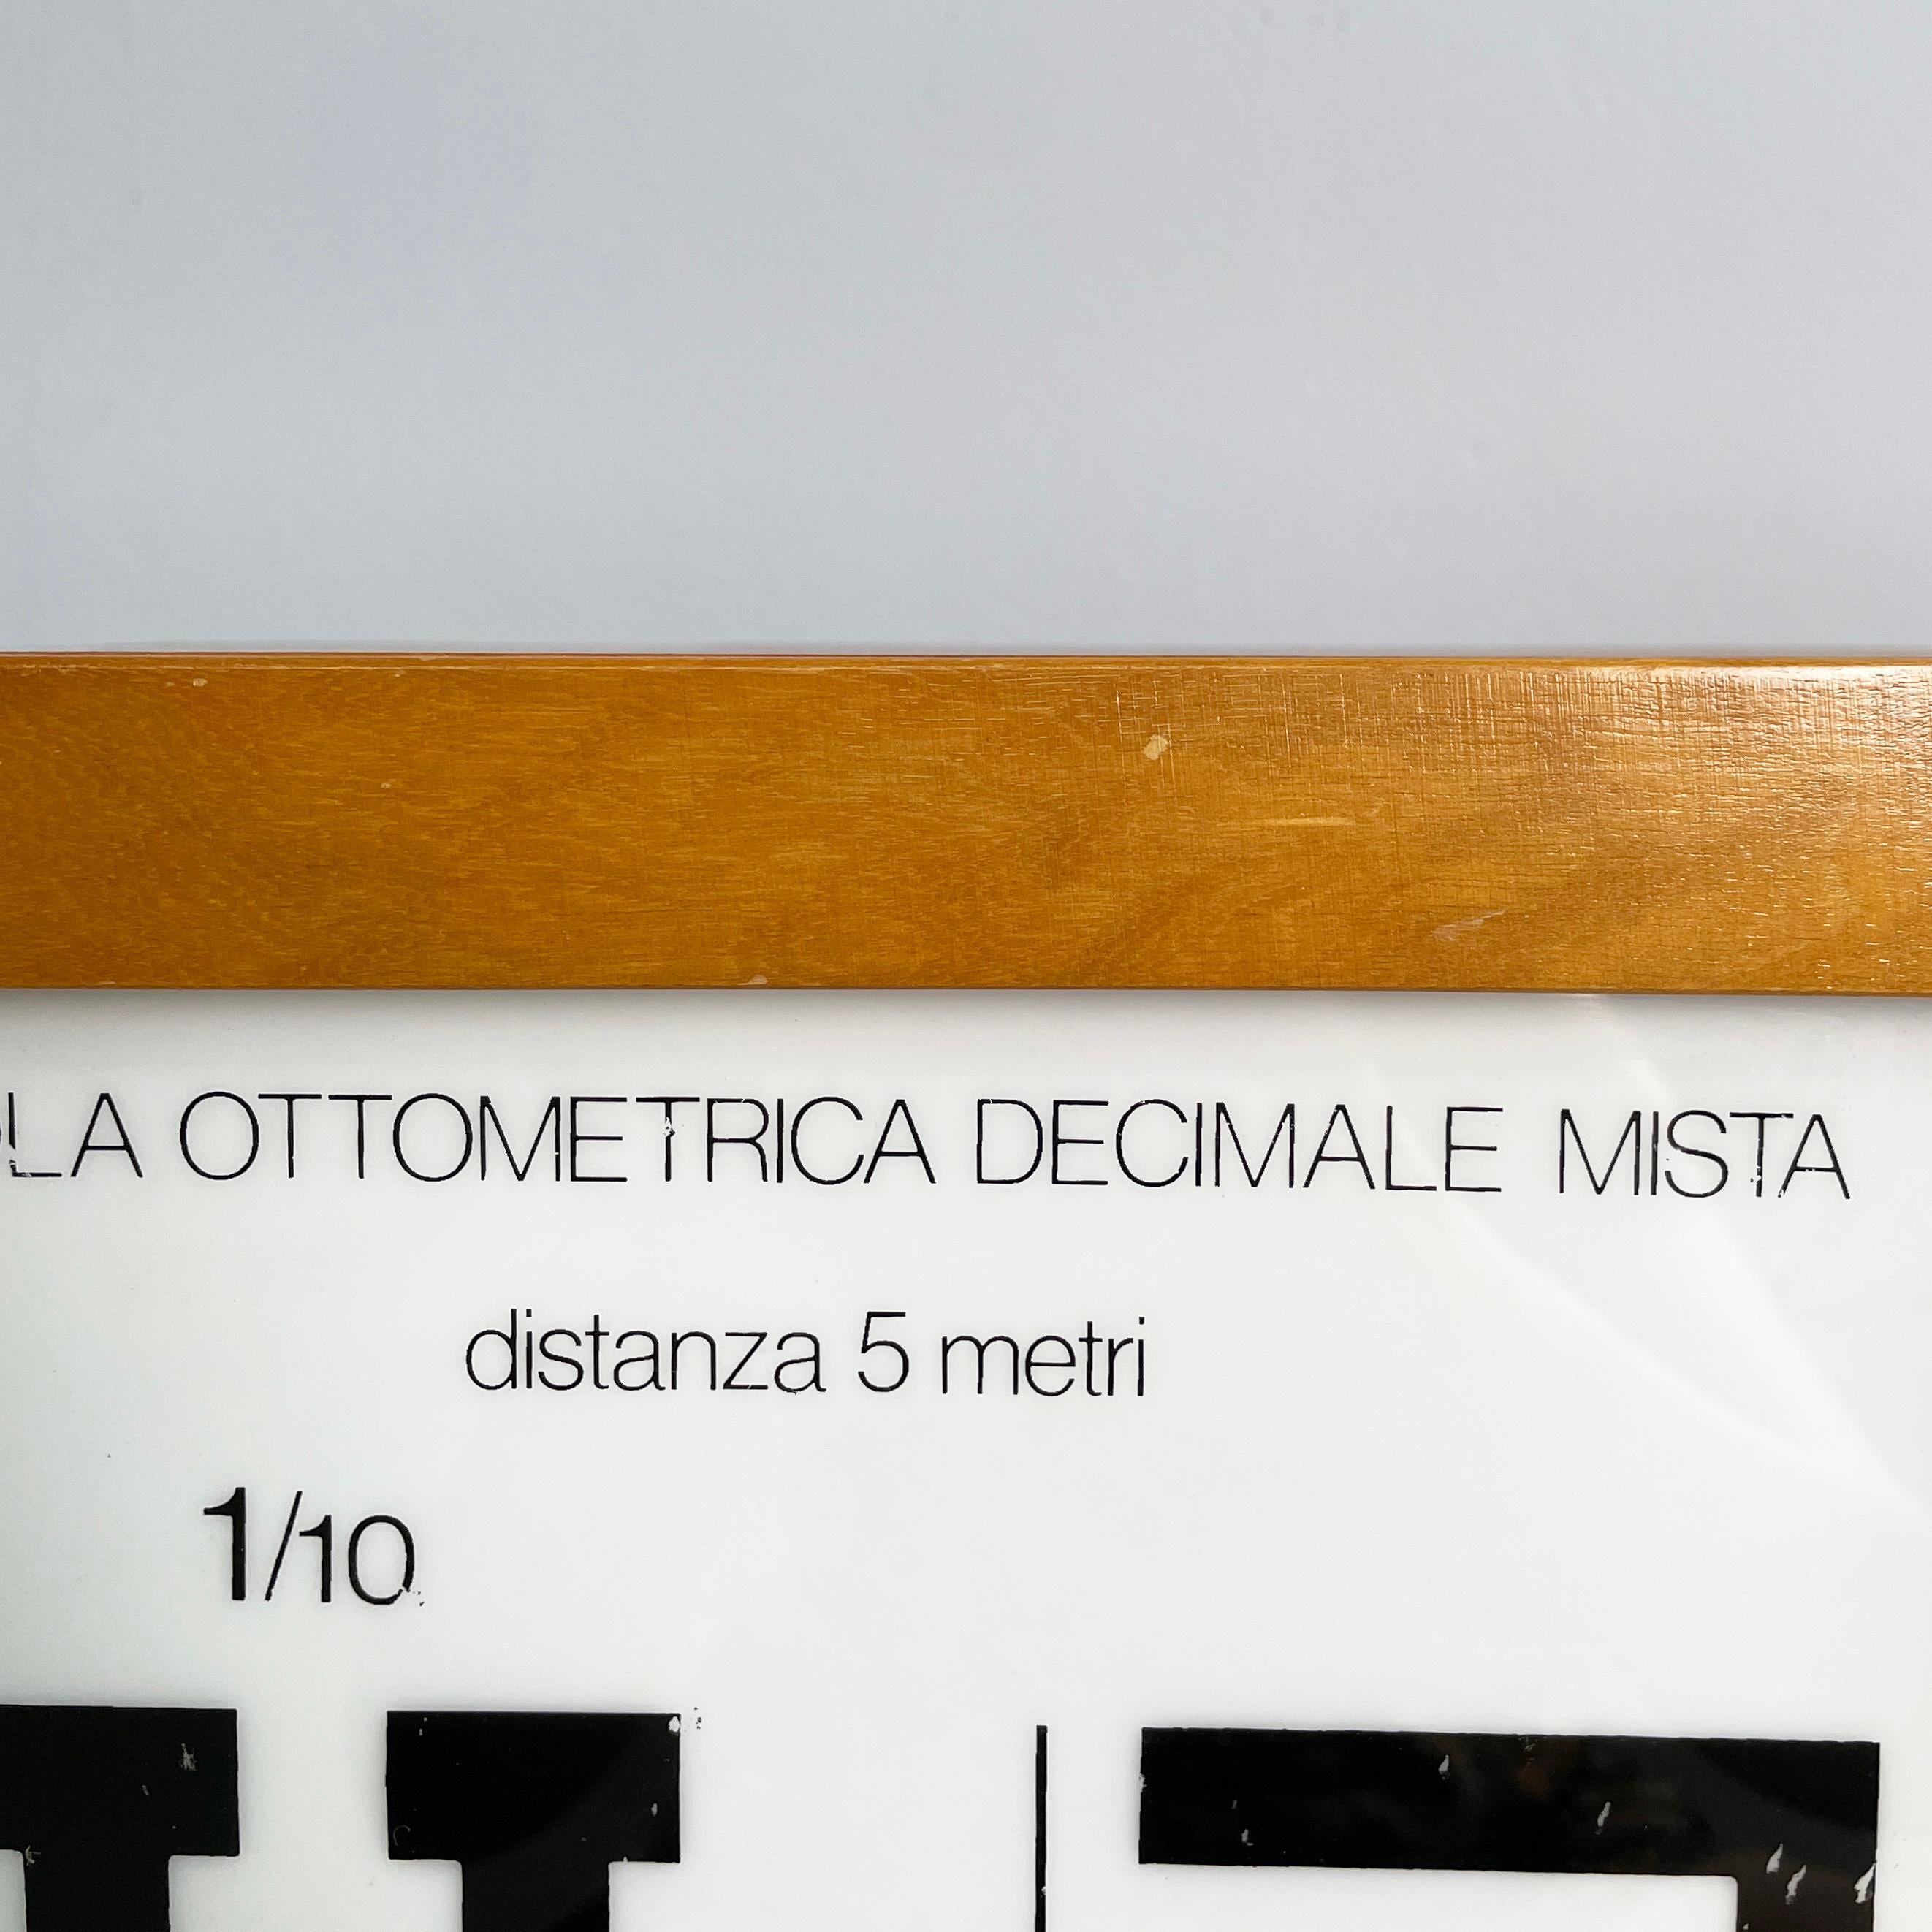 LA OTTOMETRICA DECIMALE MISTA
distanza 5 metri
1/10